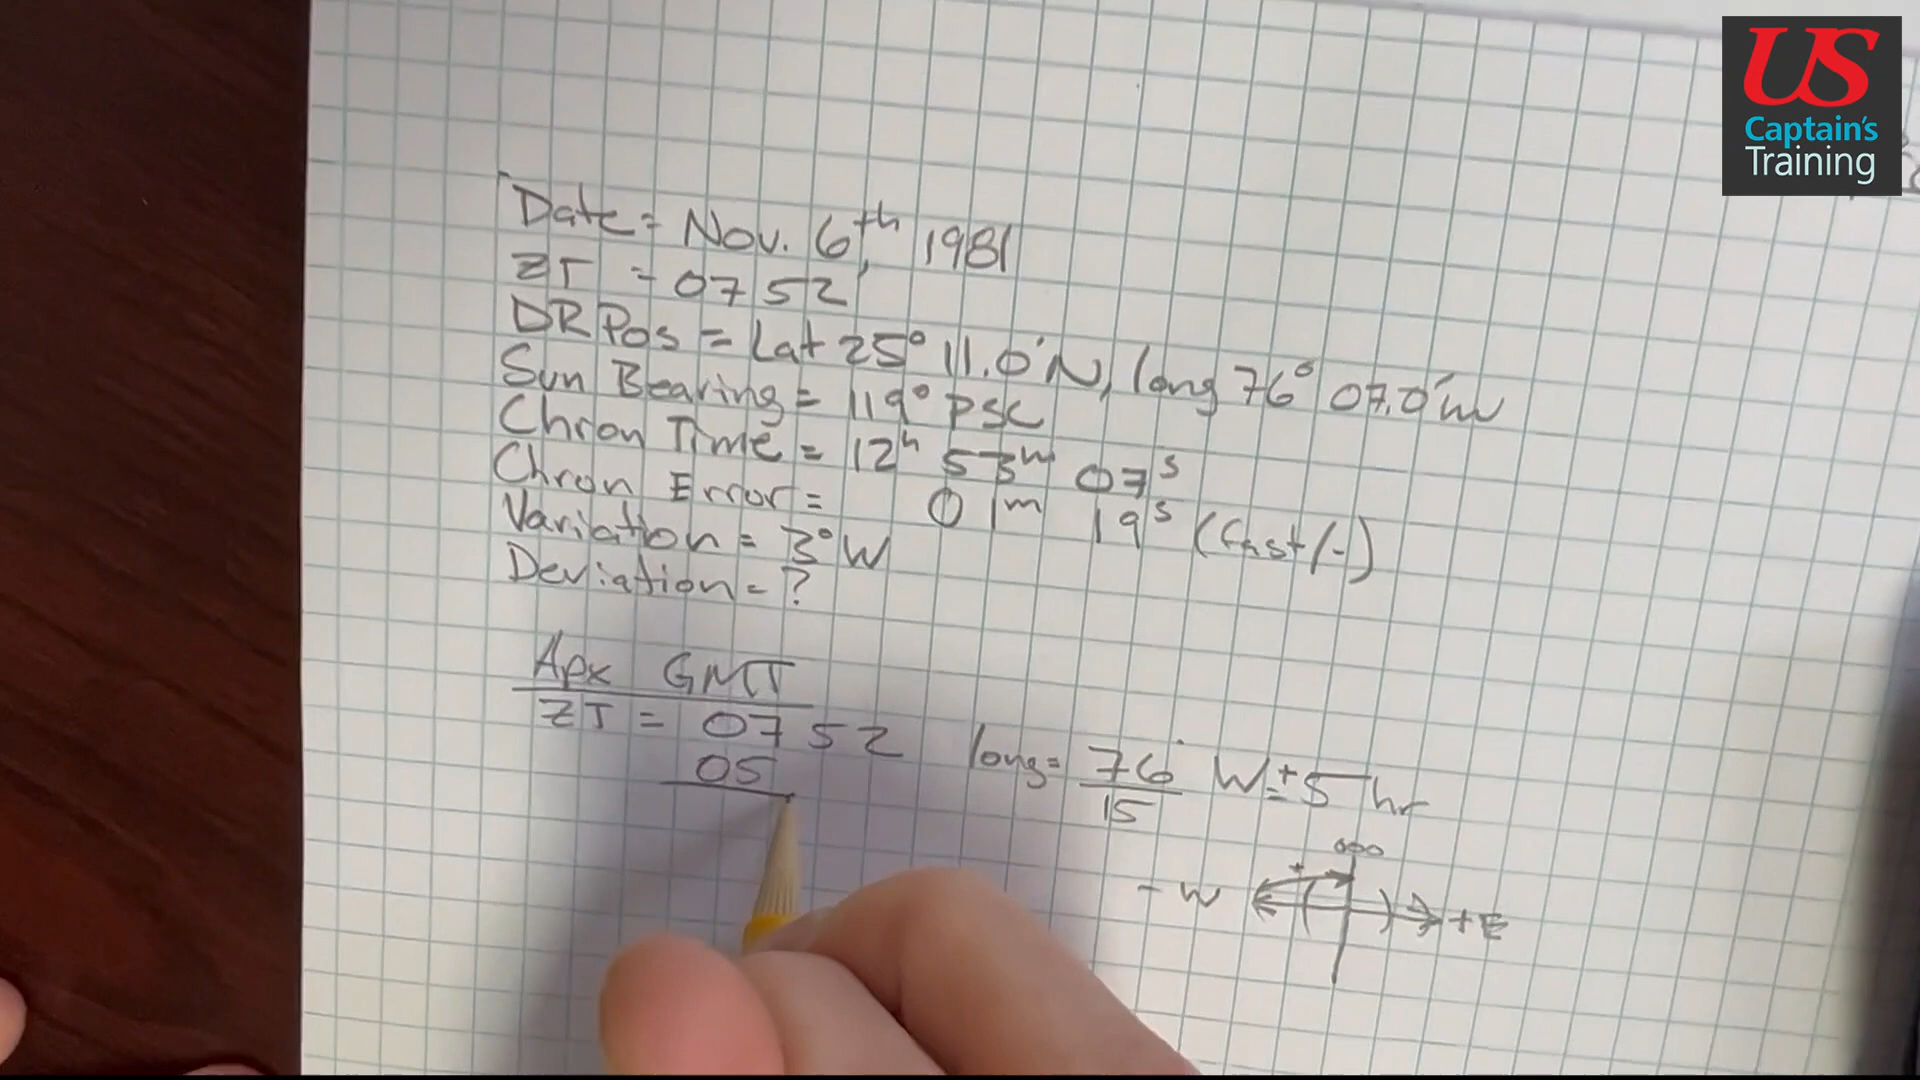 US
Captain's
Training
Date = Nov. 6th, 1981
ZT = 0752
DR Pos = Lat 25° 11.0'N, long 76° 07.0'W
Sun Bearing = 119° PSC
Chron Time = 12h 53m 07s
Chron Error = 01m 19s (fast/-)
Variation = 3°W
Deviation = ?
Apx GMT
ZT = 0752
05
long = 76° W = +5 hr
15
000
+
- W
+E